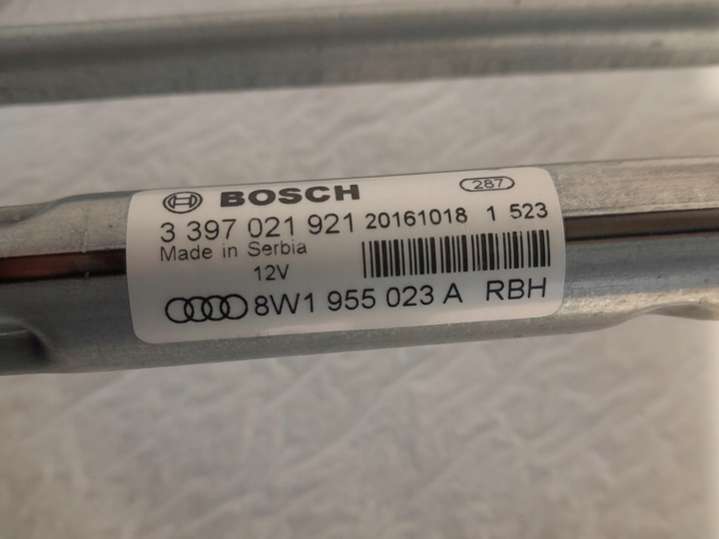 BOSCH 287
3 397 021 921 20161018 1 523
Made in Serbia
12V
8W1 955 023 A RBH